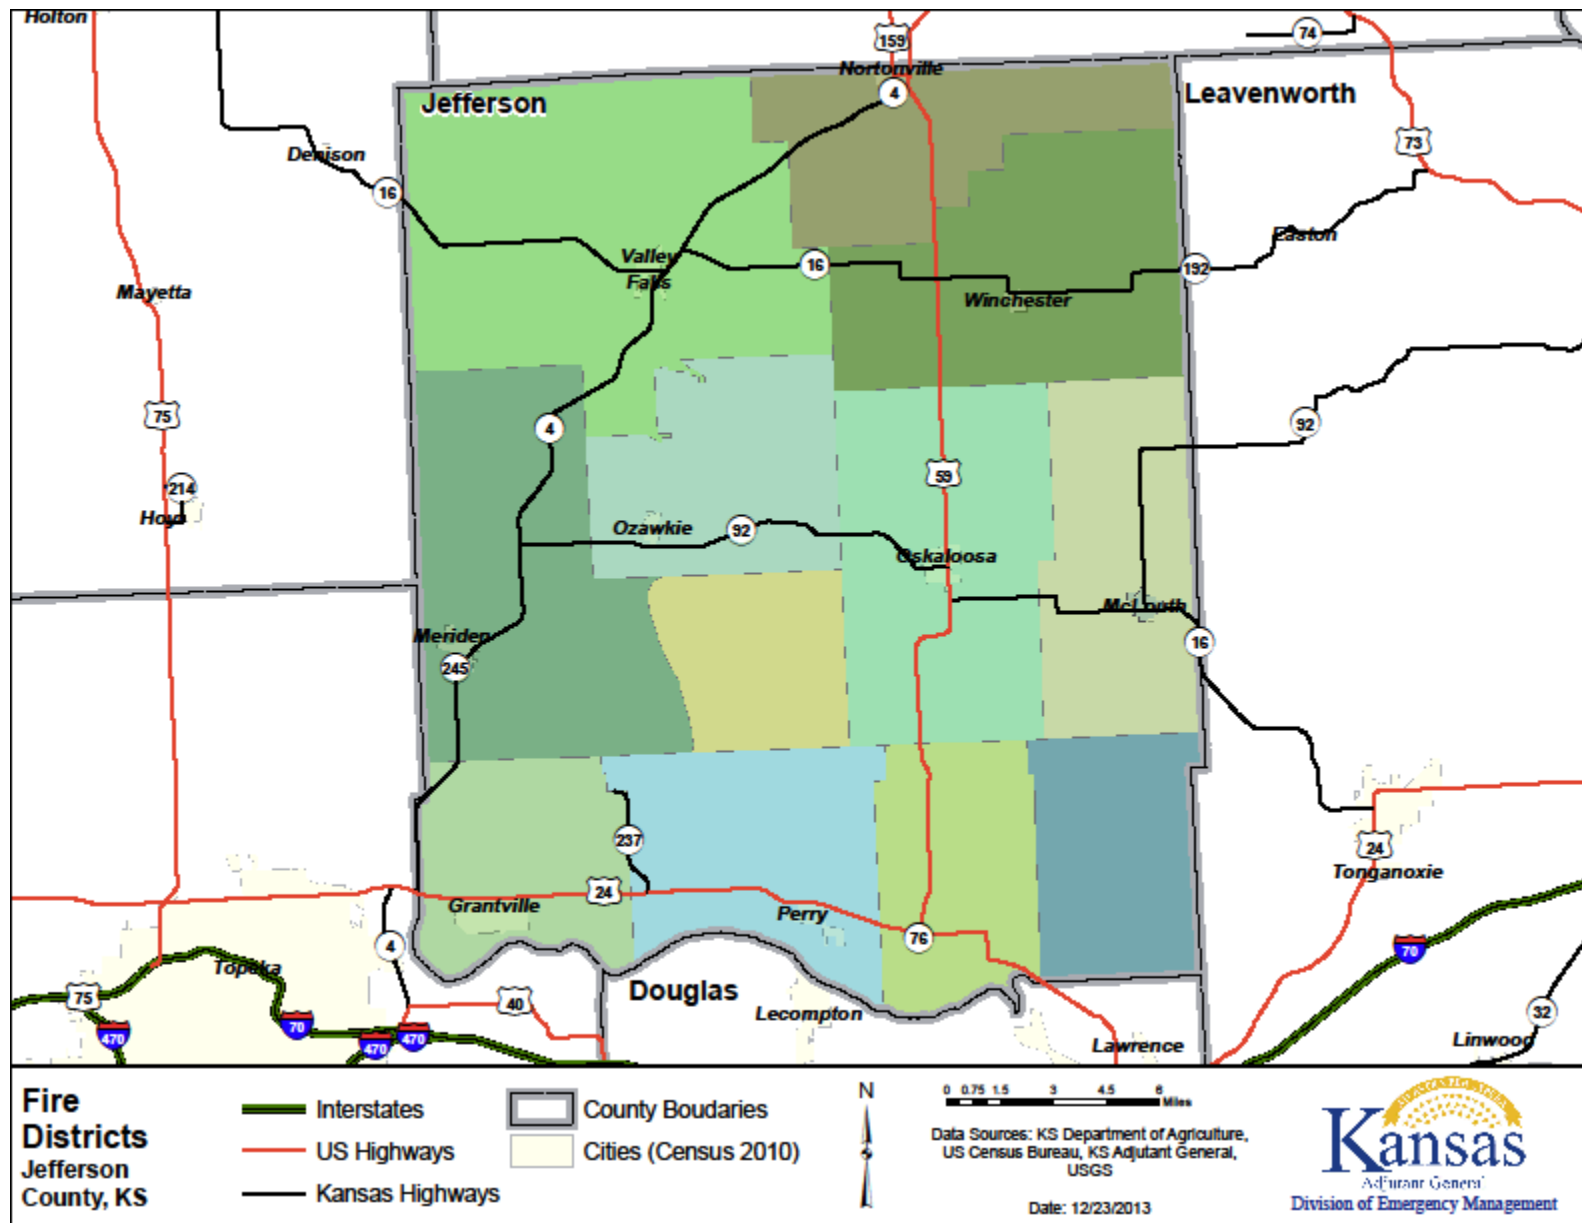 Holton
159
74
Nortonville
4
Jefferson
Leavenworth
73
Denison
16
Easton
Valley
Falls
16
192
Winchester
Mayetta
75
4
92
59
214
Hoyt
Ozawkie
92
Oskaloosa
McLouth
Meriden
245
16
237
24
24
Tonganoxie
Grantville
Perry
76
4
70
Topeka
75
Douglas
40
Lecompton
32
70
470
470
470
Lawrence
Linwood
Fire
Districts
Jefferson
County, KS
Interstates
US Highways
Kansas Highways
County Boudaries
Cities (Census 2010)
N
0 0.75 1.5 3 4.5 6
Miles
Data Sources: KS Department of Agriculture,
US Census Bureau, KS Adjutant General,
USGS
Date: 12/23/2013
Kansas
Adjutant General
Division of Emergency Management